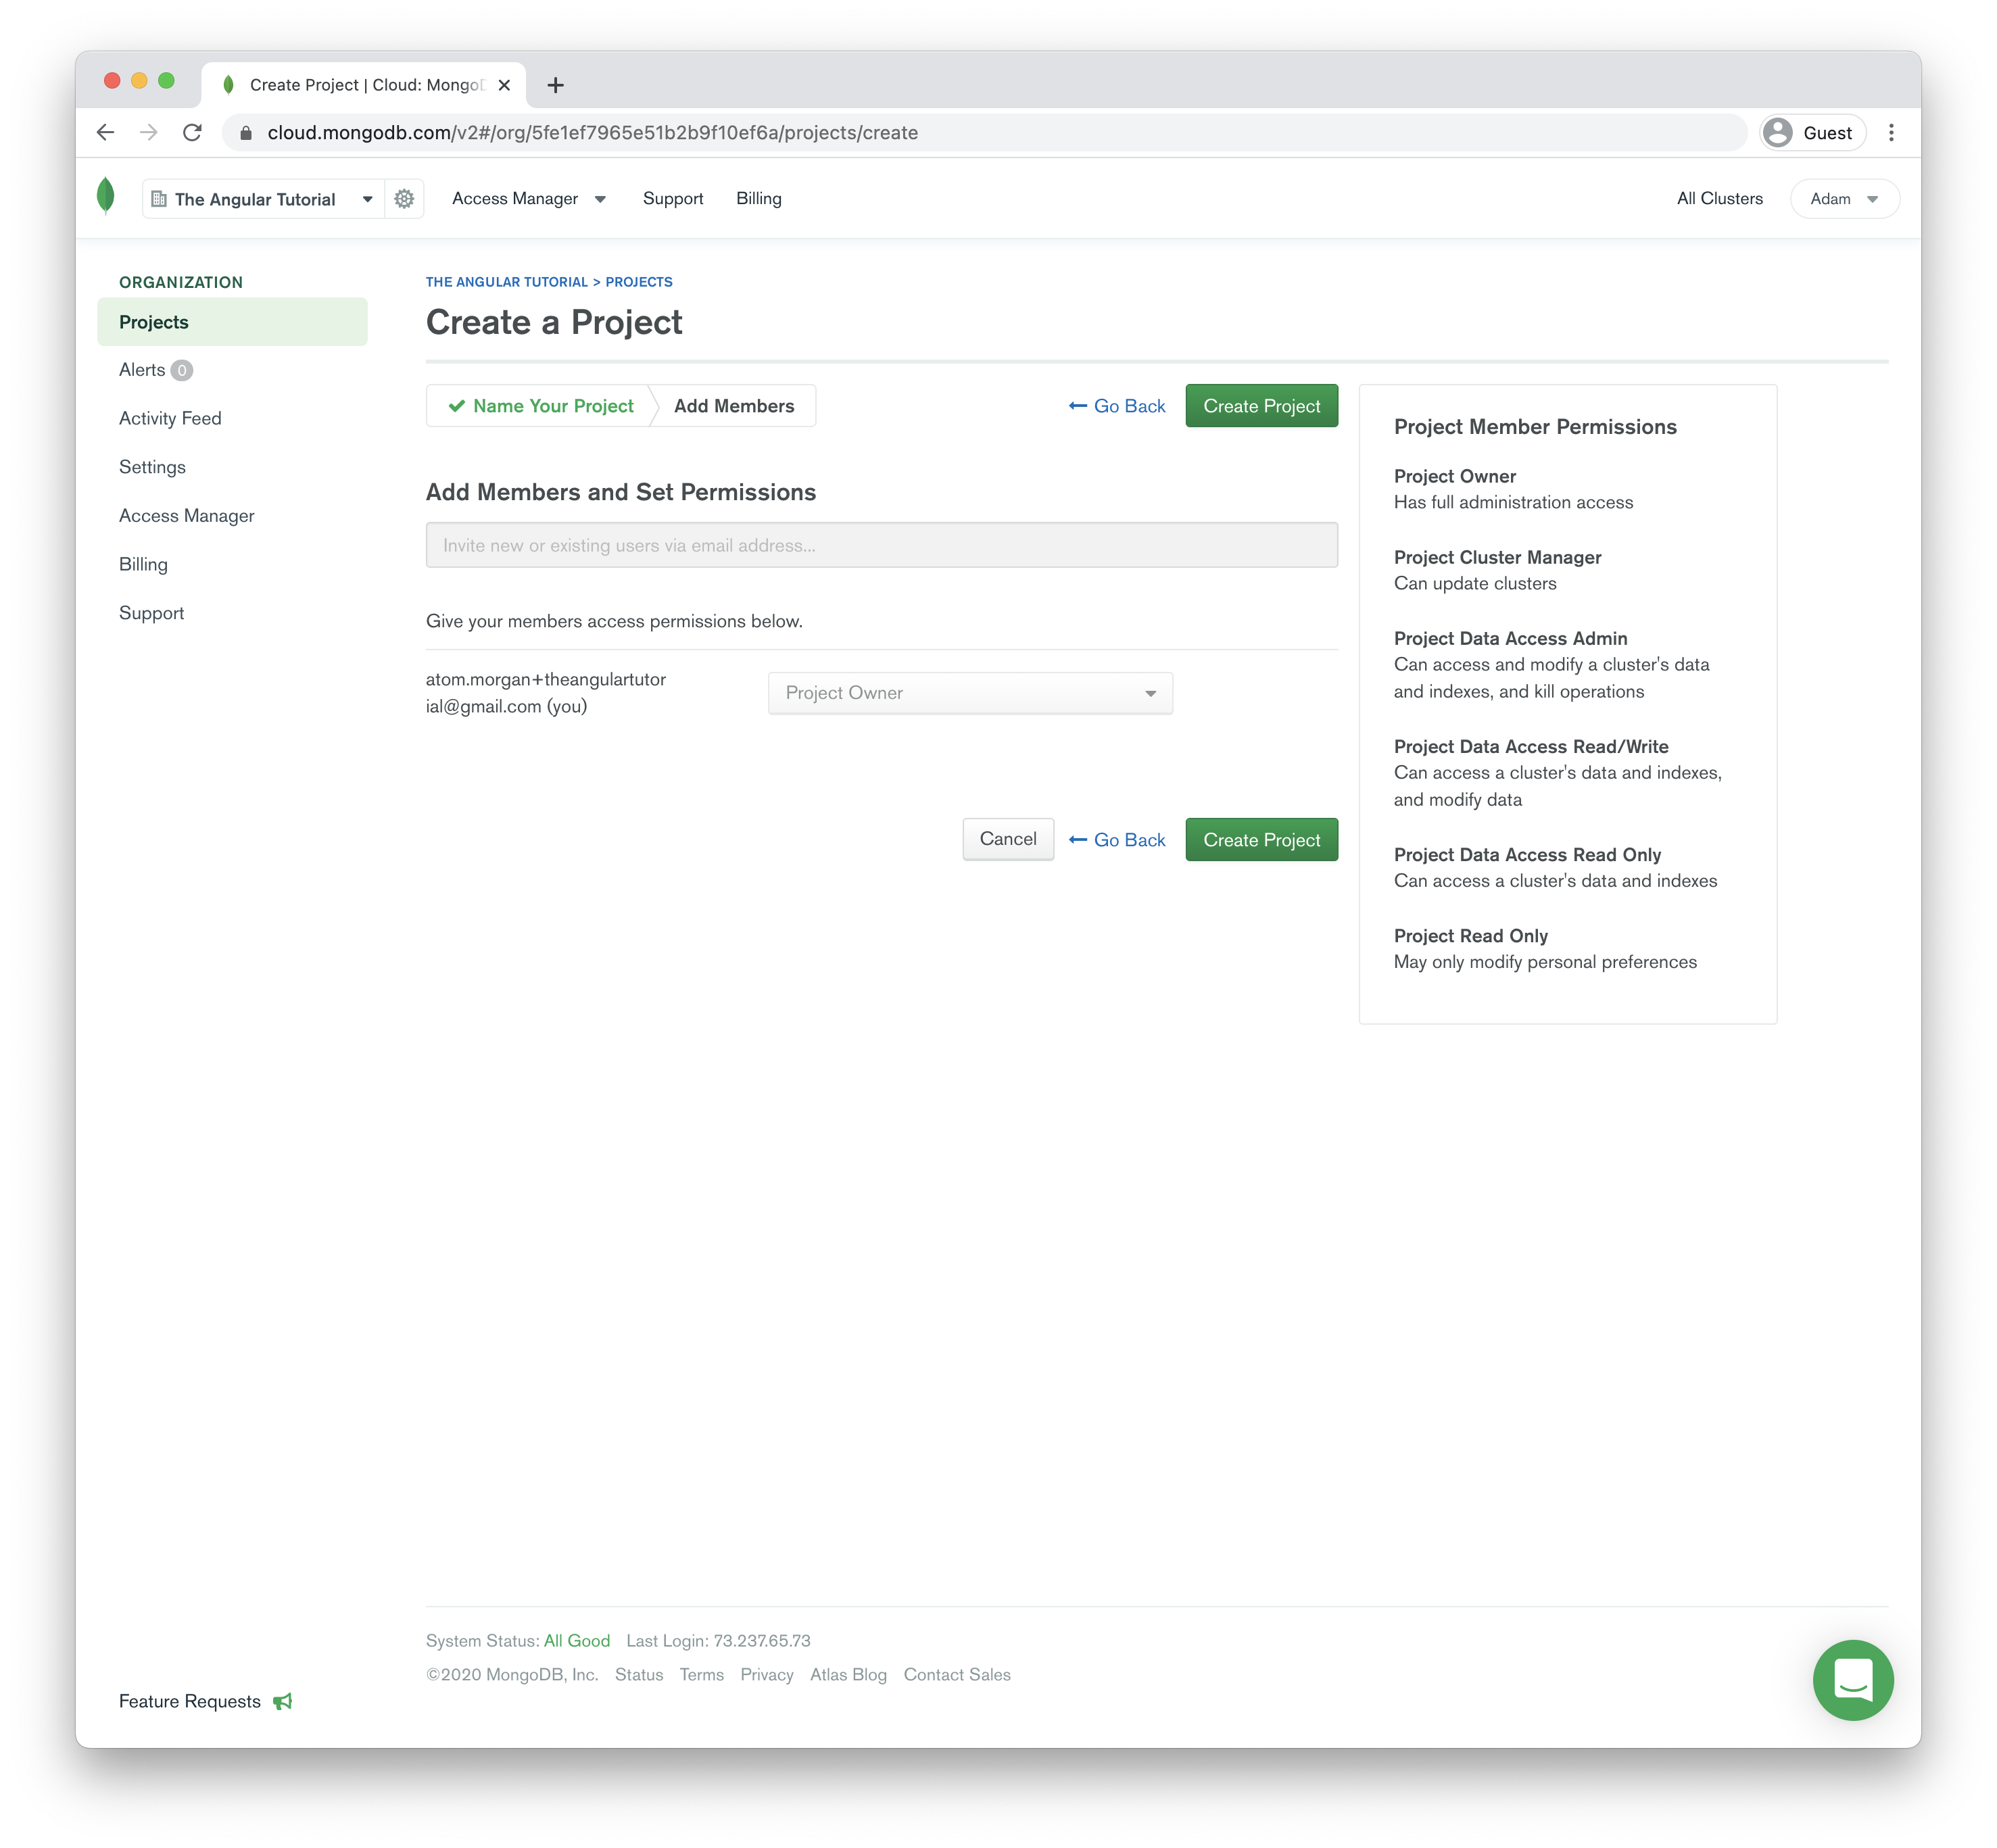 Create Project | Cloud: Mongo
cloud.mongodb.com/v2#/org/5fe1ef7965e51b2b9f10ef6a/projects/create
Guest
The Angular Tutorial
Access Manager
Support
Billing
All Clusters
Adam
ORGANIZATION
Projects
Alerts 0
Activity Feed
Settings
Access Manager
Billing
Support
THE ANGULAR TUTORIAL > PROJECTS
Create a Project
Name Your Project
Add Members
Go Back
Create Project
Add Members and Set Permissions
Invite new or existing users via email address...
Give your members access permissions below.
atom.morgan+theangulartutor
ial@gmail.com (you)
Project Owner
Cancel
Go Back
Create Project
Project Member Permissions
Project Owner
Has full administration access
Project Cluster Manager
Can update clusters
Project Data Access Admin
Can access and modify a cluster's data
and indexes, and kill operations
Project Data Access Read/Write
Can access a cluster's data and indexes,
and modify data
Project Data Access Read Only
Can access a cluster's data and indexes
Project Read Only
May only modify personal preferences
System Status: All Good Last Login: 73.237.65.73
©2020 MongoDB, Inc. Status Terms Privacy Atlas Blog Contact Sales
Feature Requests